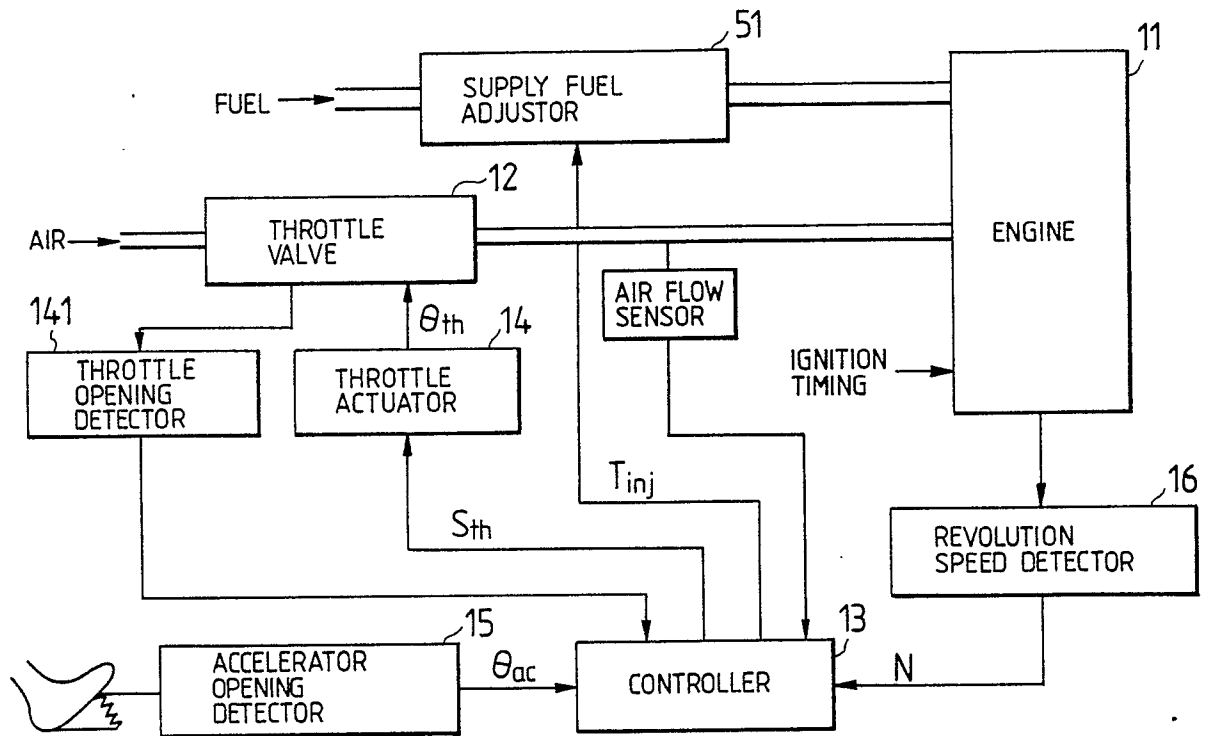 51
11
SUPPLY FUEL
ADJUSTOR
FUEL
12
THROTTLE
VALVE
AIR
ENGINE
AIR FLOW
SENSOR
141
θth
14
THROTTLE
OPENING
DETECTOR
THROTTLE
ACTUATOR
IGNITION
TIMING
Tinj
16
Sth
REVOLUTION
SPEED DETECTOR
15
13
ACCELERATOR
OPENING
DETECTOR
θac
CONTROLLER
N